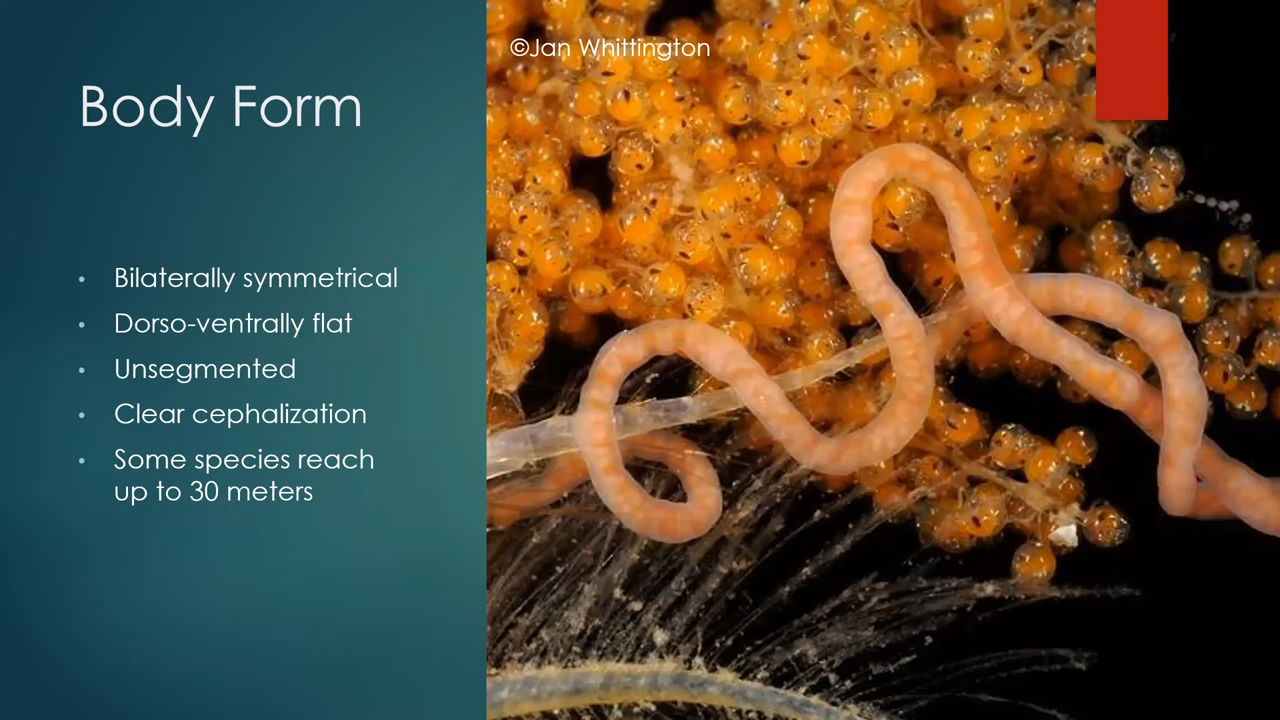 ©Jan Whittington
Body Form
• Bilaterally symmetrical
• Dorso-ventrally flat
• Unsegmented
• Clear cephalization
• Some species reach
up to 30 meters